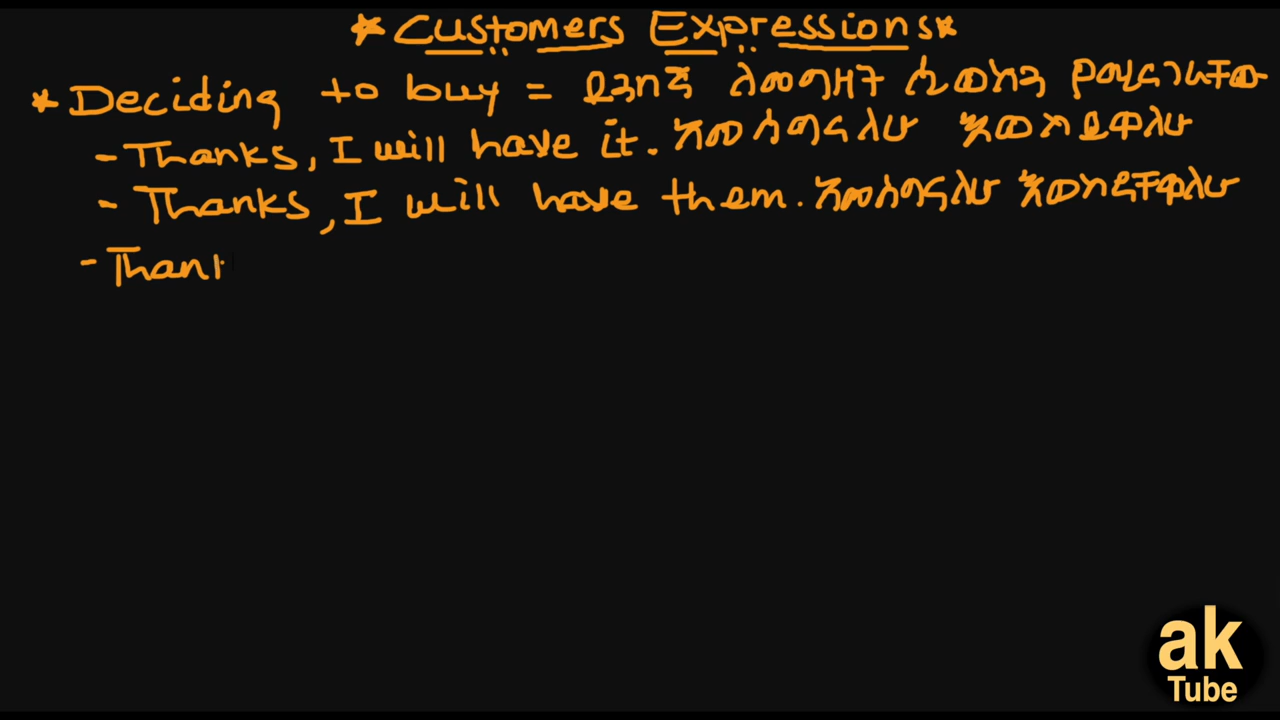 * Customers Expressions *
* Deciding to buy = ደንበኛ ለመግዛት ሲወስን የሚናገራቸው
- Thanks, I will have it. አመሰግናለሁ እወስደዋለሁ
- Thanks, I will have them. አመሰግናለሁ እወስዳቸዋለሁ
- Than
ak
Tube